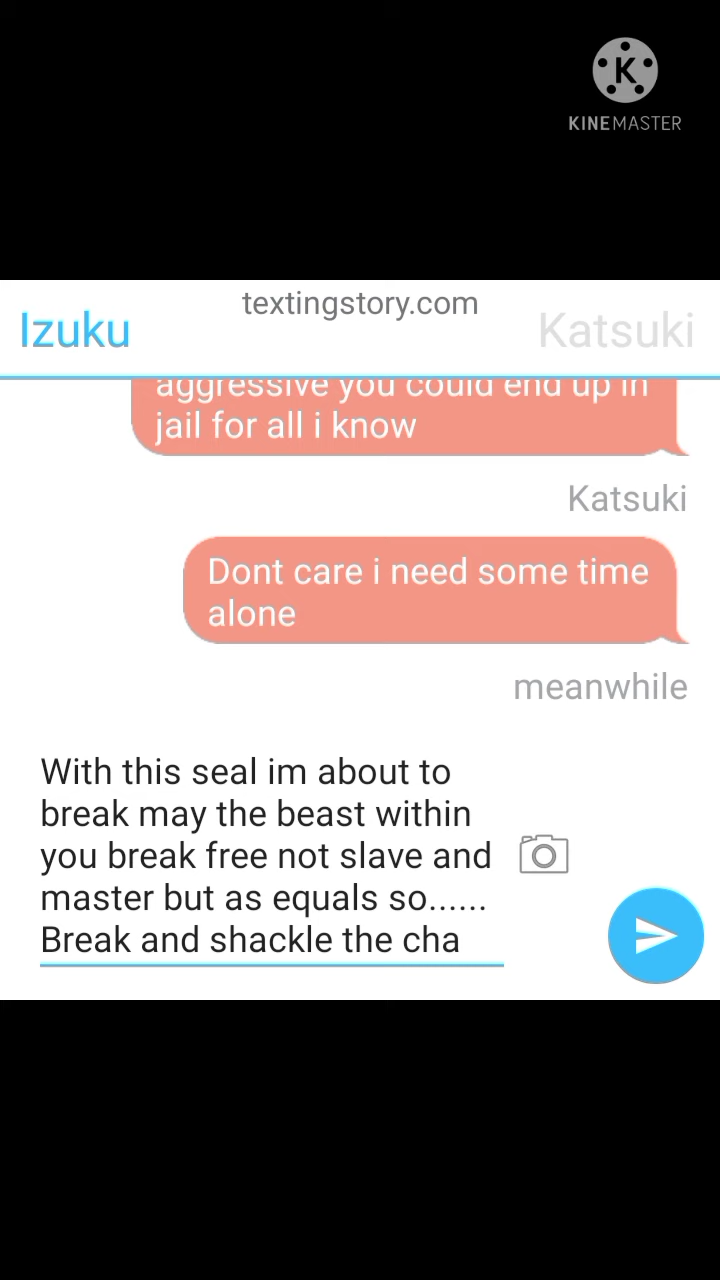 K
KINEMASTER
textingstory.com
Izuku
Katsuki
aggressive you could end up in
jail for all i know
Katsuki
Dont care i need some time
alone
meanwhile
With this seal im about to
break may the beast within
you break free not slave and
master but as equals so......
Break and shackle the cha